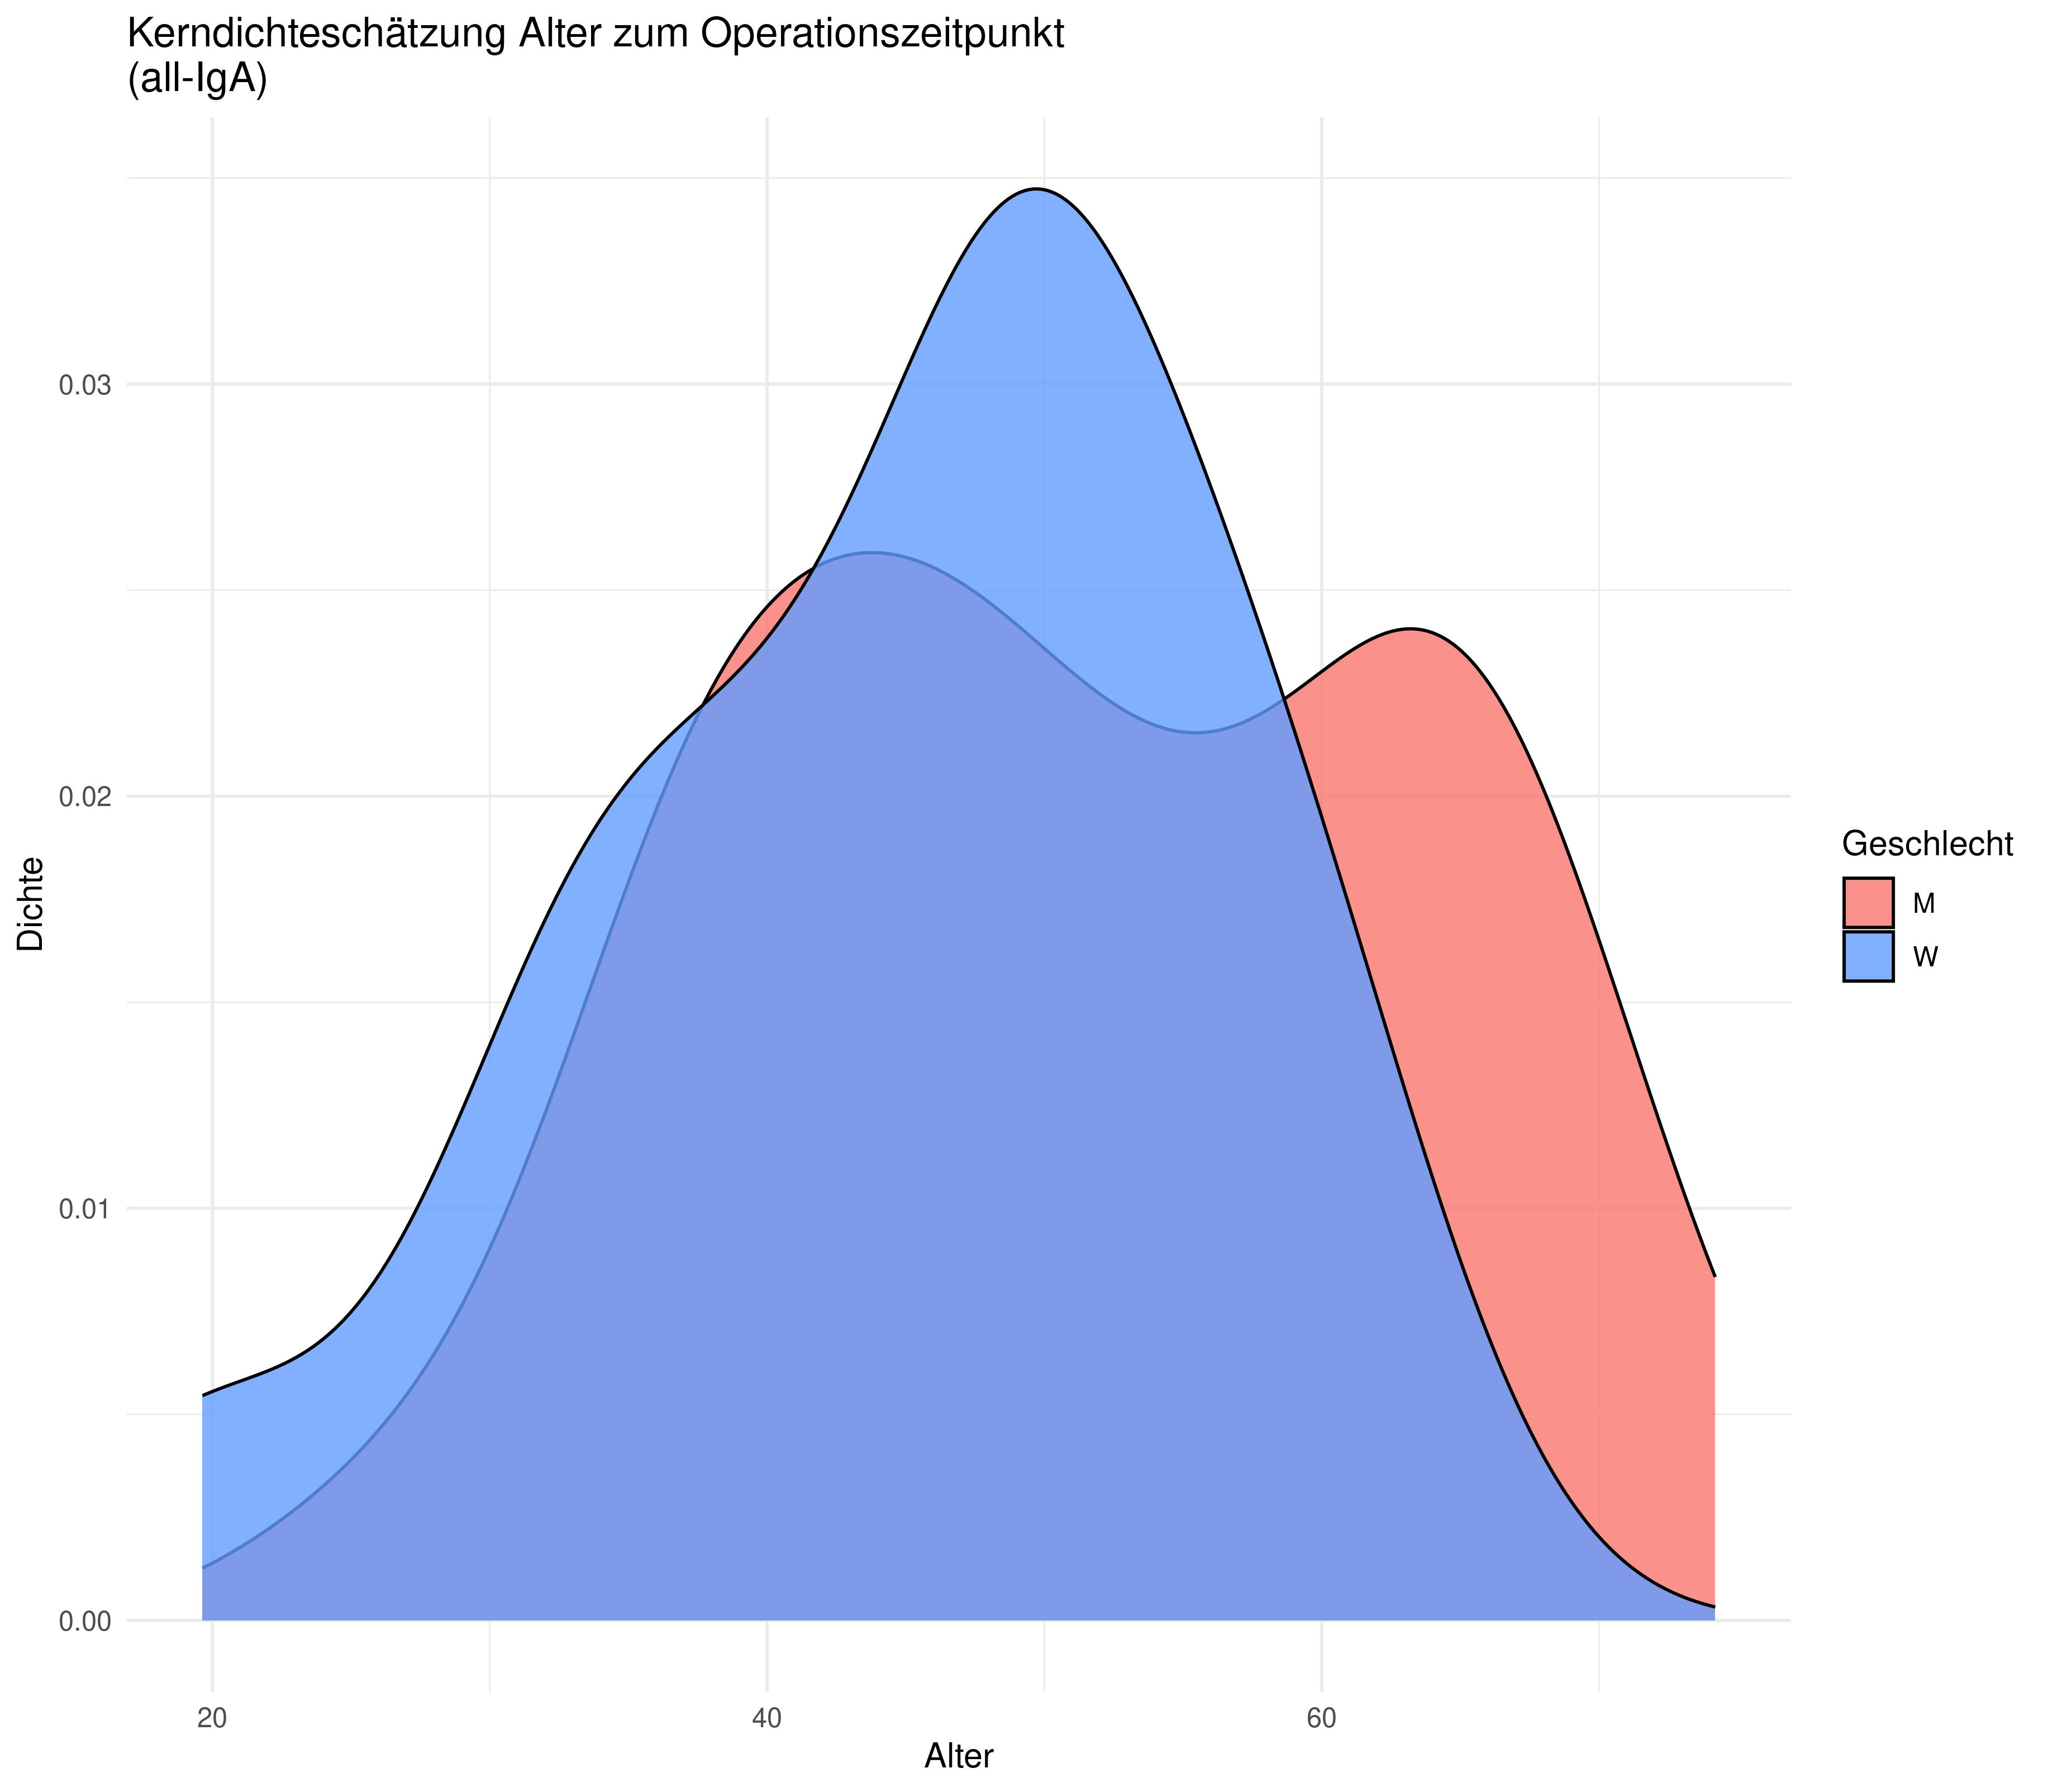 Kerndichteschätzung Alter zum Operationszeitpunkt
(all-IgA)
0.03
0.02
0.01
0.00
Dichte
20
40
60
Alter
Geschlecht
M
W